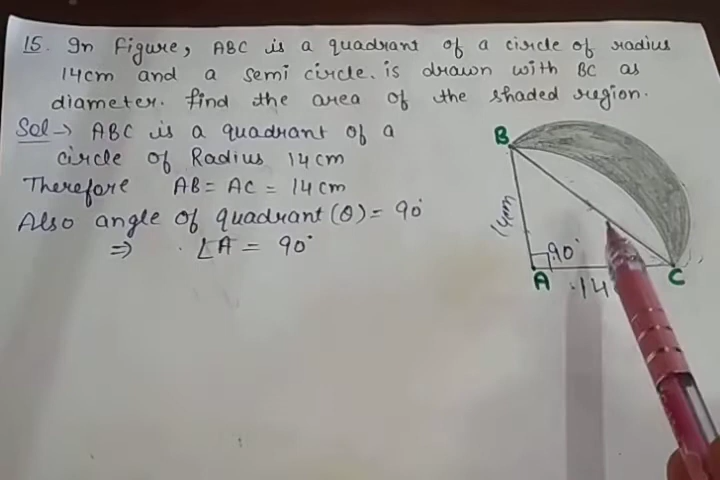 15. In Figure, ABC is a quadrant of a circle of radius
14cm and a semi circle. is drawn with BC as
diameter. find the area of the shaded region.
Sol→ ABC is a quadrant of a
circle of Radius 14cm
Therefore AB = AC = 14cm
Also angle of quadrant (θ) = 90°
⇒ ∠A = 90°
B
14cm
90°
A
14
C